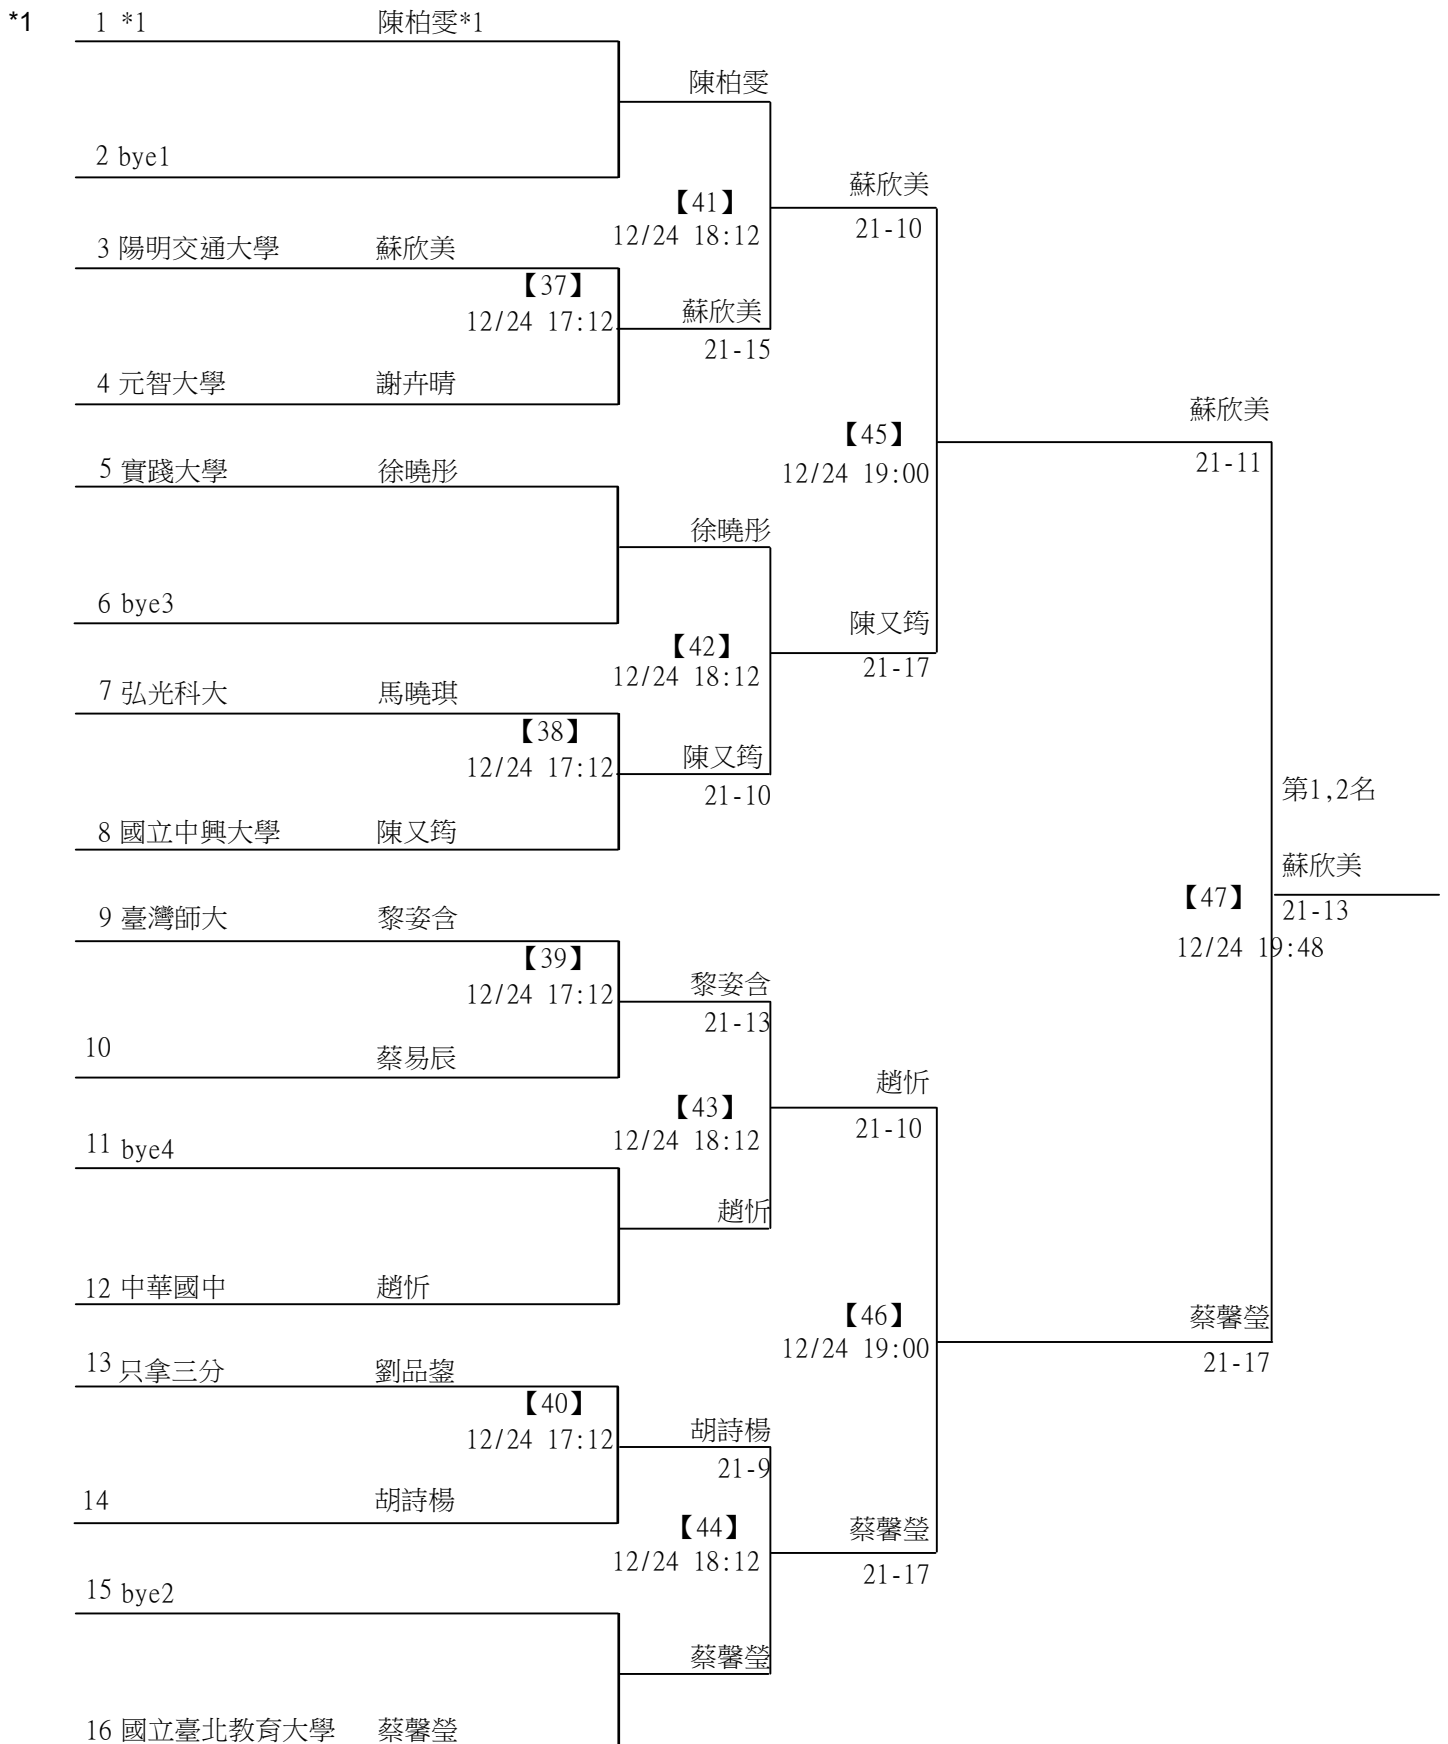 *1 1 *1 陳柏雯*1
陳柏雯
2 bye1
蘇欣美
【41】
21-10
12/24 18:12
3 陽明交通大學 蘇欣美
【37】
蘇欣美
12/24 17:12
21-15
4 元智大學 謝卉晴
蘇欣美
【45】
21-11
5 實踐大學 徐曉彤
12/24 19:00
徐曉彤
6 bye3
陳又筠
【42】
21-17
12/24 18:12
7 弘光科大 馬曉琪
【38】
陳又筠
12/24 17:12
21-10
第1,2名
8 國立中興大學 陳又筠
蘇欣美
【47】
21-13
9 臺灣師大 黎姿含
12/24 19:48
【39】
黎姿含
12/24 17:12
21-13
10 蔡易辰
趙忻
【43】
21-10
12/24 18:12
11 bye4
趙忻
12 中華國中 趙忻
【46】
蔡馨瑩
12/24 19:00
21-17
13 只拿三分 劉品鋆
【40】
胡詩楊
12/24 17:12
21-9
14 胡詩楊
【44】
蔡馨瑩
12/24 18:12
21-17
15 bye2
蔡馨瑩
16 國立臺北教育大學 蔡馨瑩